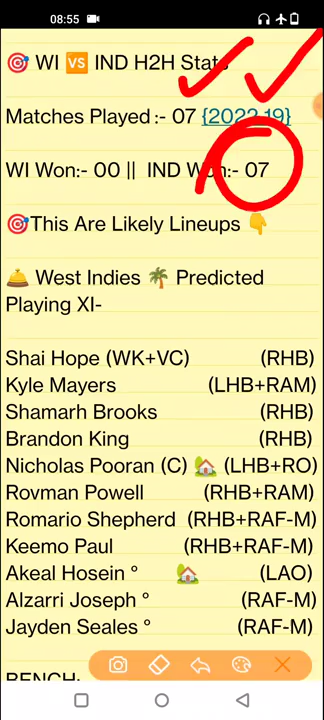 08:55
🎯 WI 🆚 IND H2H Stats
Matches Played :- 07 {2022,19}
WI Won:- 00 || IND Won:- 07
🎯This Are Likely Lineups 👇
🛎 West Indies 🌴 Predicted
Playing XI-
Shai Hope (WK+VC) (RHB)
Kyle Mayers (LHB+RAM)
Shamarh Brooks (RHB)
Brandon King (RHB)
Nicholas Pooran (C) 🏡 (LHB+RO)
Rovman Powell (RHB+RAM)
Romario Shepherd (RHB+RAF-M)
Keemo Paul (RHB+RAF-M)
Akeal Hosein ° 🏡 (LAO)
Alzarri Joseph ° (RAF-M)
Jayden Seales ° (RAF-M)
BENCH: